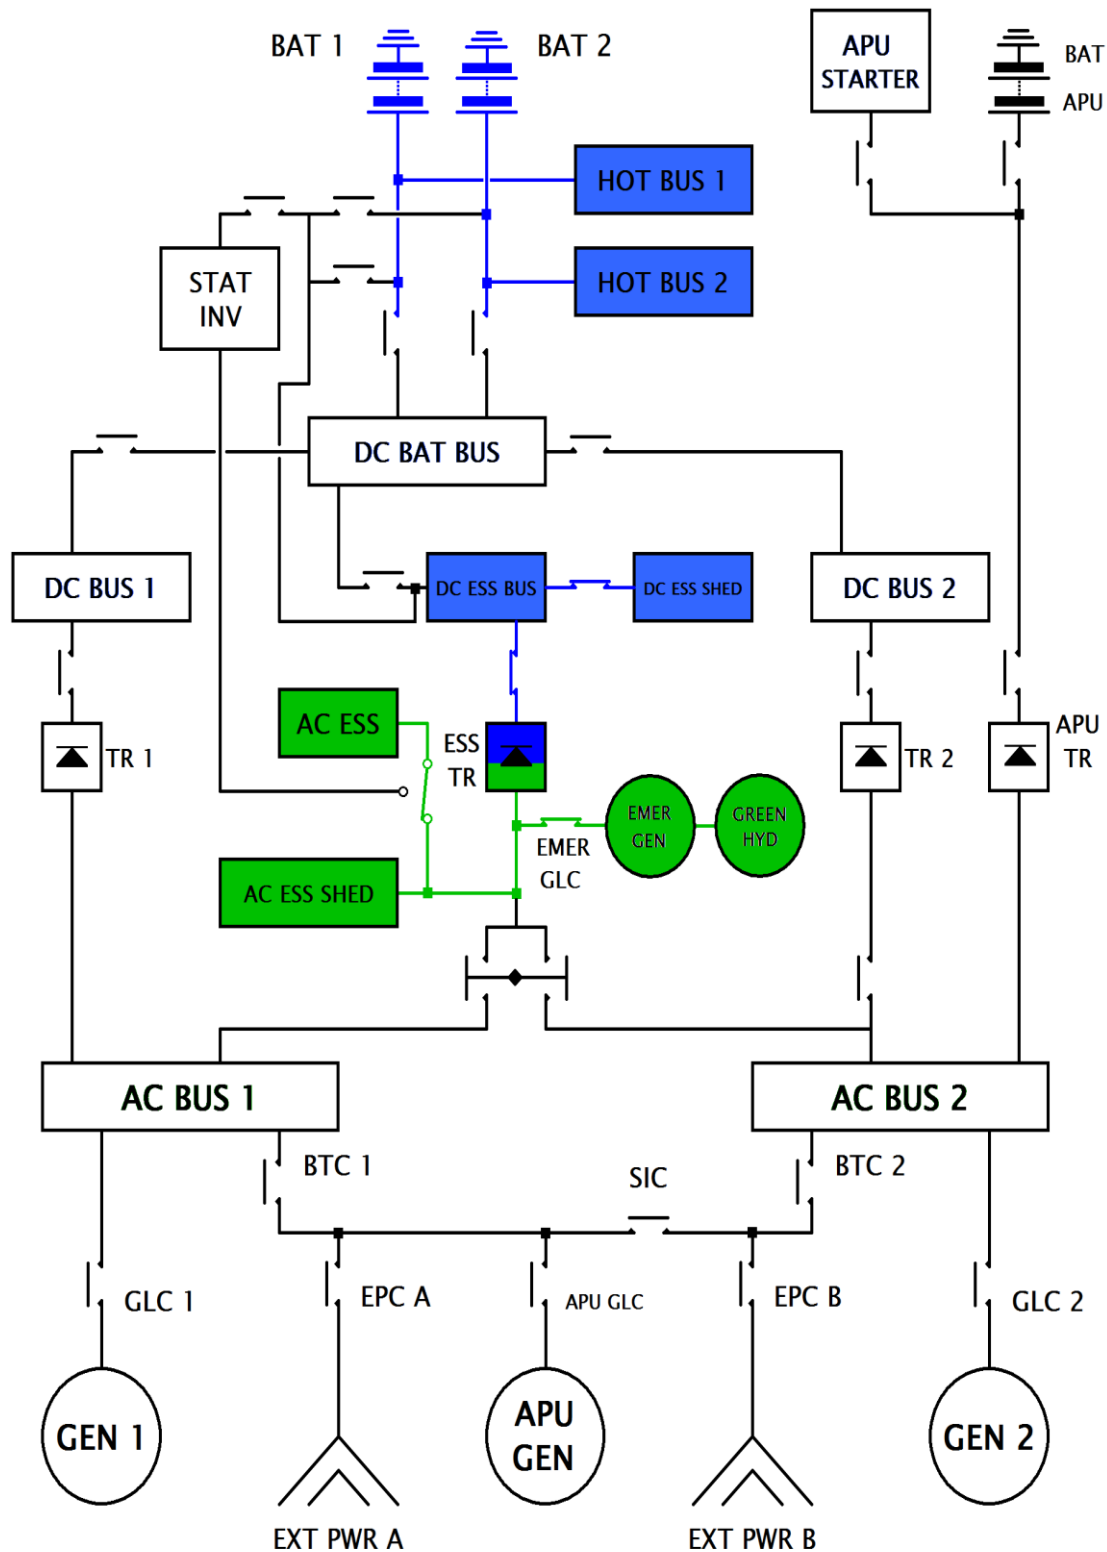 BAT 1
BAT 2
APU
STARTER
BAT
APU
HOT BUS 1
STAT
INV
HOT BUS 2
DC BAT BUS
DC BUS 1
DC ESS BUS
DC ESS SHED
DC BUS 2
AC ESS
ESS
TR
TR 1
TR 2
APU
TR
EMER
GEN
GREEN
HYD
EMER
GLC
AC ESS SHED
AC BUS 1
AC BUS 2
BTC 1
SIC
BTC 2
GLC 1
EPC A
APU GLC
EPC B
GLC 2
GEN 1
APU
GEN
GEN 2
EXT PWR A
EXT PWR B